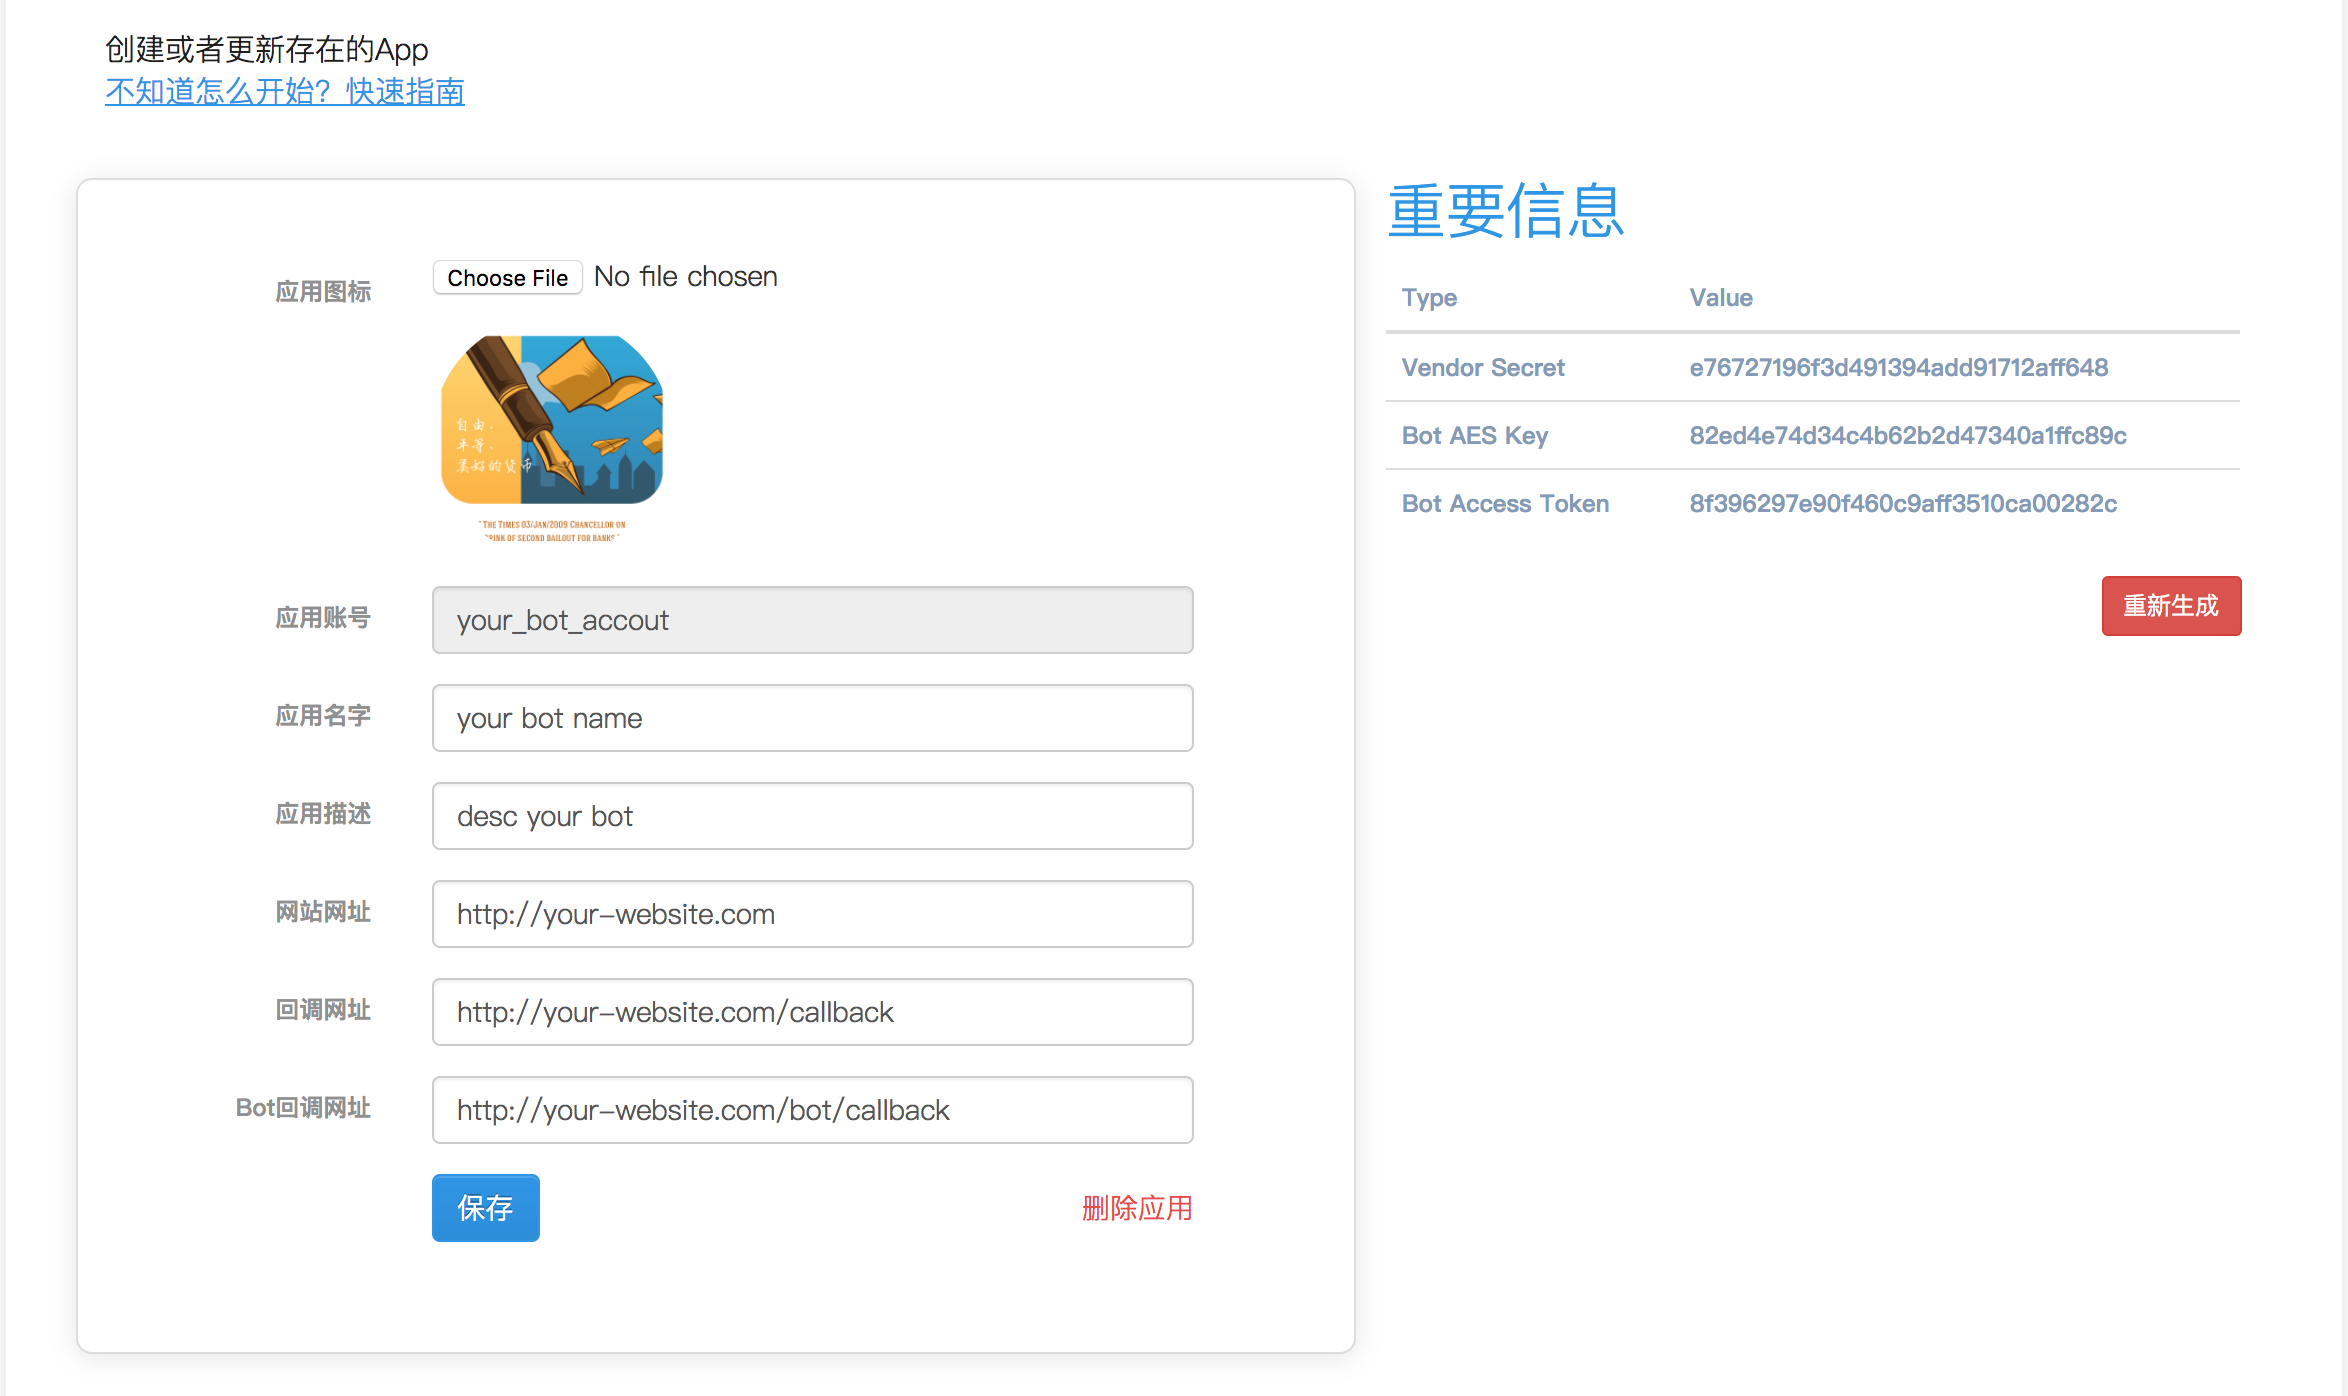 创建或者更新存在的App
不知道怎么开始？快速指南
应用图标
Choose File No file chosen
自由、
平等、
美好的货币
"THE TIMES 03/JAN/2009 CHANCELLOR ON
BRINK OF SECOND BAILOUT FOR BANKS"
应用账号
your_bot_accout
应用名字
your bot name
应用描述
desc your bot
网站网址
http://your-website.com
回调网址
http://your-website.com/callback
Bot回调网址
http://your-website.com/bot/callback
保存
删除应用
重要信息
Type Value
Vendor Secret e76727196f3d491394add91712aff648
Bot AES Key 82ed4e74d34c4b62b2d47340a1ffc89c
Bot Access Token 8f396297e90f460c9aff3510ca00282c
重新生成